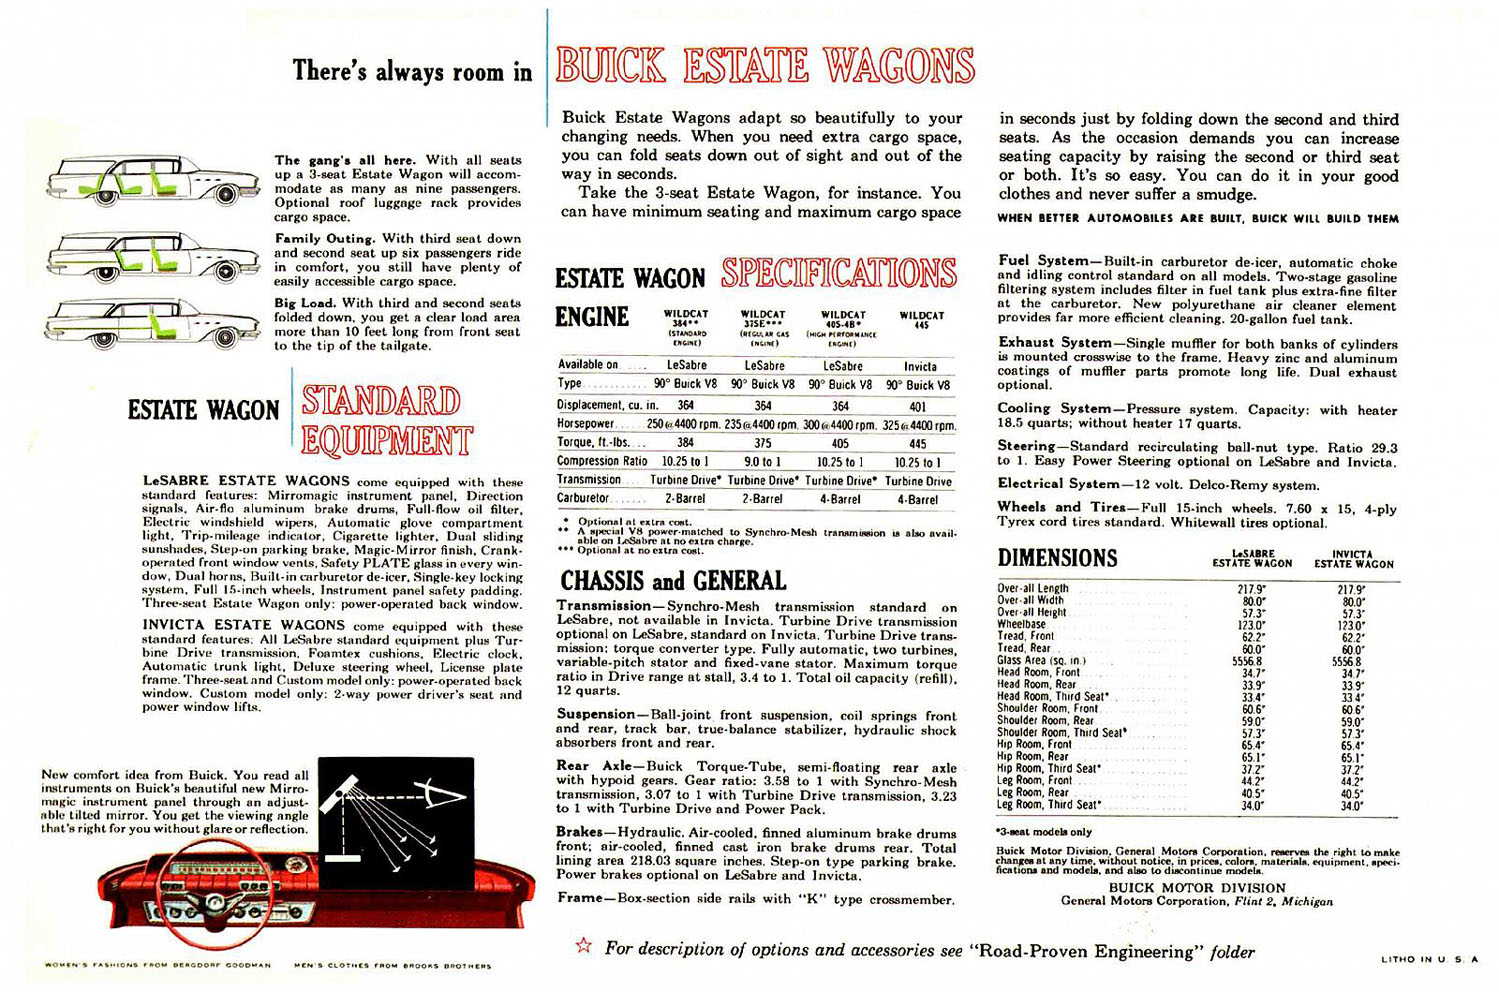 There's always room in BUICK ESTATE WAGONS
The gang's all here. With all seats
up a 3-seat Estate Wagon will accom-
modate as many as nine passengers.
Optional roof luggage rack provides
cargo space.
Family Outing. With third seat down
and second seat up six passengers ride
in comfort, you still have plenty of
easily accessible cargo space.
Big Load. With third and second seats
folded down, you get a clear load area
more than 10 feet long from front seat
to the tip of the tailgate.
ESTATE WAGON STANDARD
EQUIPMENT
LeSABRE ESTATE WAGONS come equipped with these
standard features: Mirromagic instrument panel, Direction
signals, Air-flo aluminum brake drums, Full-flow oil filter,
Electric windshield wipers, Automatic glove compartment
light, Trip-mileage indicator, Cigarette lighter, Dual sliding
sunshades, Step-on parking brake, Magic-Mirror finish, Crank-
operated front window vents, Safety PLATE glass in every win-
dow, Dual horns, Built-in carburetor de-icer, Single-key locking
system, Full 15-inch wheels, Instrument panel safety padding.
Three-seat Estate Wagon only: power-operated back window.
INVICTA ESTATE WAGONS come equipped with these
standard features: All LeSabre standard equipment plus Tur-
bine Drive transmission, Foamtex cushions, Electric clock,
Automatic trunk light, Deluxe steering wheel, License plate
frame. Three-seat and Custom model only: power-operated back
window. Custom model only: 2-way power driver's seat and
power window lifts.
New comfort idea from Buick. You read all
instruments on Buick's beautiful new Mirro-
magic instrument panel through an adjust-
able tilted mirror. You get the viewing angle
that's right for you without glare or reflection.
WOMEN'S FASHIONS FROM BERGDORF GOODMAN MEN'S CLOTHES FROM BROOKS BROTHERS
Buick Estate Wagons adapt so beautifully to your
changing needs. When you need extra cargo space,
you can fold seats down out of sight and out of the
way in seconds.
Take the 3-seat Estate Wagon, for instance. You
can have minimum seating and maximum cargo space
in seconds just by folding down the second and third
seats. As the occasion demands you can increase
seating capacity by raising the second or third seat
or both. It's so easy. You can do it in your good
clothes and never suffer a smudge.
WHEN BETTER AUTOMOBILES ARE BUILT, BUICK WILL BUILD THEM
ESTATE WAGON SPECIFICATIONS
ENGINE WILDCAT 384** (STANDARD ENGINE) WILDCAT 375E*** (REGULAR GAS ENGINE) WILDCAT 405-4B* (HIGH PERFORMANCE ENGINE) WILDCAT 445
Available on ..... LeSabre LeSabre LeSabre Invicta
Type ........... 90° Buick V8 90° Buick V8 90° Buick V8 90° Buick V8
Displacement, cu. in. 364 364 364 401
Horsepower .... 250@4400 rpm. 235@4400 rpm. 300@4400 rpm. 325@4400 rpm.
Torque, ft.-lbs. ... 384 375 405 445
Compression Ratio 10.25 to 1 9.0 to 1 10.25 to 1 10.25 to 1
Transmission .... Turbine Drive* Turbine Drive* Turbine Drive* Turbine Drive
Carburetor ....... 2-Barrel 2-Barrel 4-Barrel 4-Barrel
* Optional at extra cost.
** A special V8 power-matched to Synchro-Mesh transmission is also avail-
able on LeSabre at no extra charge.
*** Optional at no extra cost.
CHASSIS and GENERAL
Transmission—Synchro-Mesh transmission standard on
LeSabre, not available in Invicta. Turbine Drive transmission
optional on LeSabre, standard on Invicta. Turbine Drive trans-
mission: torque converter type. Fully automatic, two turbines,
variable-pitch stator and fixed-vane stator. Maximum torque
ratio in Drive range at stall, 3.4 to 1. Total oil capacity (refill),
12 quarts.
Suspension—Ball-joint front suspension, coil springs front
and rear, track bar, true-balance stabilizer, hydraulic shock
absorbers front and rear.
Rear Axle—Buick Torque-Tube, semi-floating rear axle
with hypoid gears. Gear ratio: 3.58 to 1 with Synchro-Mesh
transmission, 3.07 to 1 with Turbine Drive transmission, 3.23
to 1 with Turbine Drive and Power Pack.
Brakes—Hydraulic. Air-cooled, finned aluminum brake drums
front; air-cooled, finned cast iron brake drums rear. Total
lining area 218.03 square inches. Step-on type parking brake.
Power brakes optional on LeSabre and Invicta.
Frame—Box-section side rails with "K" type crossmember.
Fuel System—Built-in carburetor de-icer, automatic choke
and idling control standard on all models. Two-stage gasoline
filtering system includes filter in fuel tank plus extra-fine filter
at the carburetor. New polyurethane air cleaner element
provides far more efficient cleaning. 20-gallon fuel tank.
Exhaust System—Single muffler for both banks of cylinders
is mounted crosswise to the frame. Heavy zinc and aluminum
coatings of muffler parts promote long life. Dual exhaust
optional.
Cooling System—Pressure system. Capacity: with heater
18.5 quarts; without heater 17 quarts.
Steering—Standard recirculating ball-nut type. Ratio 29.3
to 1. Easy Power Steering optional on LeSabre and Invicta.
Electrical System—12 volt. Delco-Remy system.
Wheels and Tires—Full 15-inch wheels. 7.60 x 15, 4-ply
Tyrex cord tires standard. Whitewall tires optional.
DIMENSIONS LeSABRE ESTATE WAGON INVICTA ESTATE WAGON
Over-all Length 217.9" 217.9"
Over-all Width 80.0" 80.0"
Over-all Height 57.3" 57.3"
Wheelbase 123.0" 123.0"
Tread, Front 62.2" 62.2"
Tread, Rear 60.0" 60.0"
Glass Area (sq. in.) 5556.8 5556.8
Head Room, Front 34.7" 34.7"
Head Room, Rear 33.9" 33.9"
Head Room, Third Seat* 33.4" 33.4"
Shoulder Room, Front 60.6" 60.6"
Shoulder Room, Rear 59.0" 59.0"
Shoulder Room, Third Seat* 57.3" 57.3"
Hip Room, Front 65.4" 65.4"
Hip Room, Rear 65.1" 65.1"
Hip Room, Third Seat* 37.2" 37.2"
Leg Room, Front 44.2" 44.2"
Leg Room, Rear 40.5" 40.5"
Leg Room, Third Seat* 34.0" 34.0"
*3-seat models only
Buick Motor Division, General Motors Corporation, reserves the right to make
changes at any time, without notice, in prices, colors, materials, equipment, speci-
fications and models, and also to discontinue models.
BUICK MOTOR DIVISION
General Motors Corporation, Flint 2, Michigan
☆ For description of options and accessories see "Road-Proven Engineering" folder
LITHO IN U. S. A